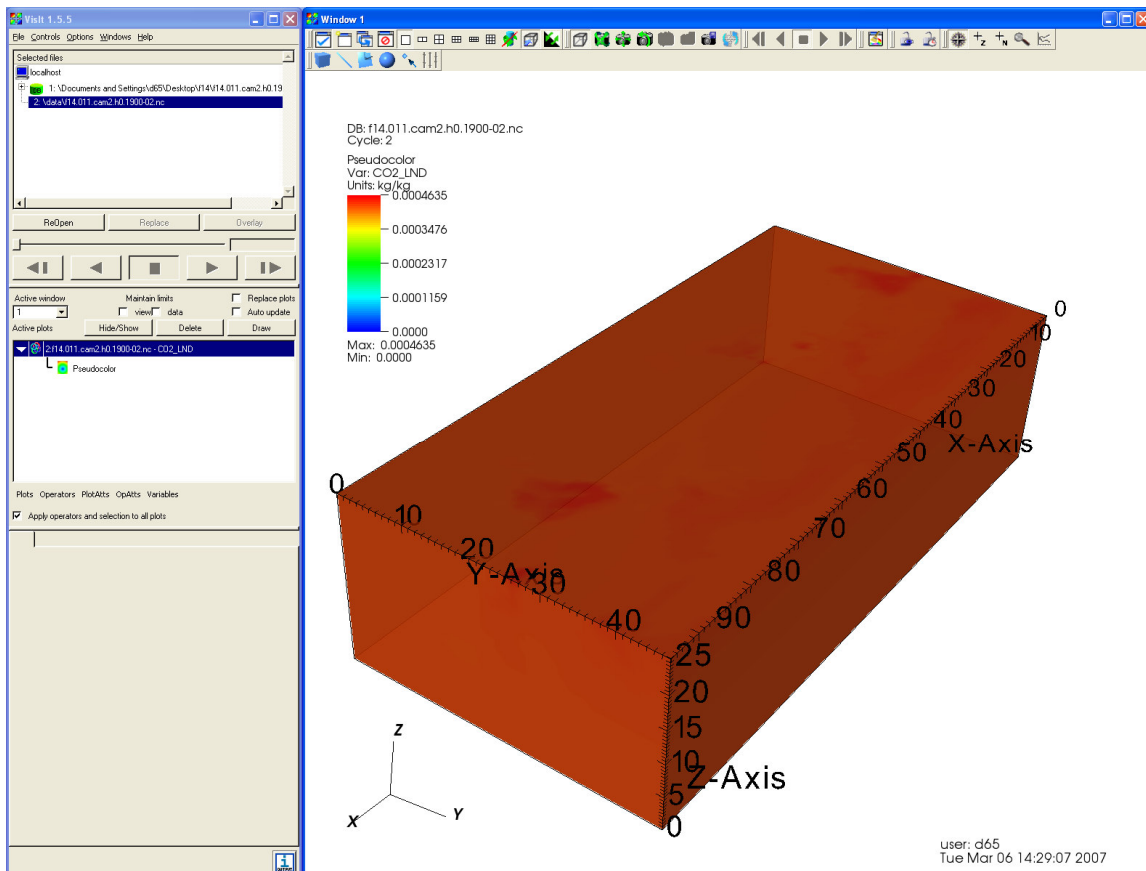 VisIt 1.5.5
File Controls Options Windows Help
Selected files
localhost
1: \Documents and Settings\d65\Desktop\f14\f14.011.cam2.h0.19
2: \data\f14.011.cam2.h0.1900-02.nc
ReOpen Replace Overlay
Active window Maintain limits Replace plots
1 view data Auto update
Active plots Hide/Show Delete Draw
2:f14.011.cam2.h0.1900-02.nc - CO2_LND
Pseudocolor
Plots Operators PlotAtts OpAtts Variables
Apply operators and selection to all plots
Window 1
DB: f14.011.cam2.h0.1900-02.nc
Cycle: 2
Pseudocolor
Var: CO2_LND
Units: kg/kg
0.0004635
0.0003476
0.0002317
0.0001159
0.0000
Max: 0.0004635
Min: 0.0000
0
10
20
30
40
X-Axis
50
60
70
80
90
0
10
20
Y-Axis
30
40
25
20
15
10
Z-Axis
5
0
Z
X
Y
user: d65
Tue Mar 06 14:29:07 2007